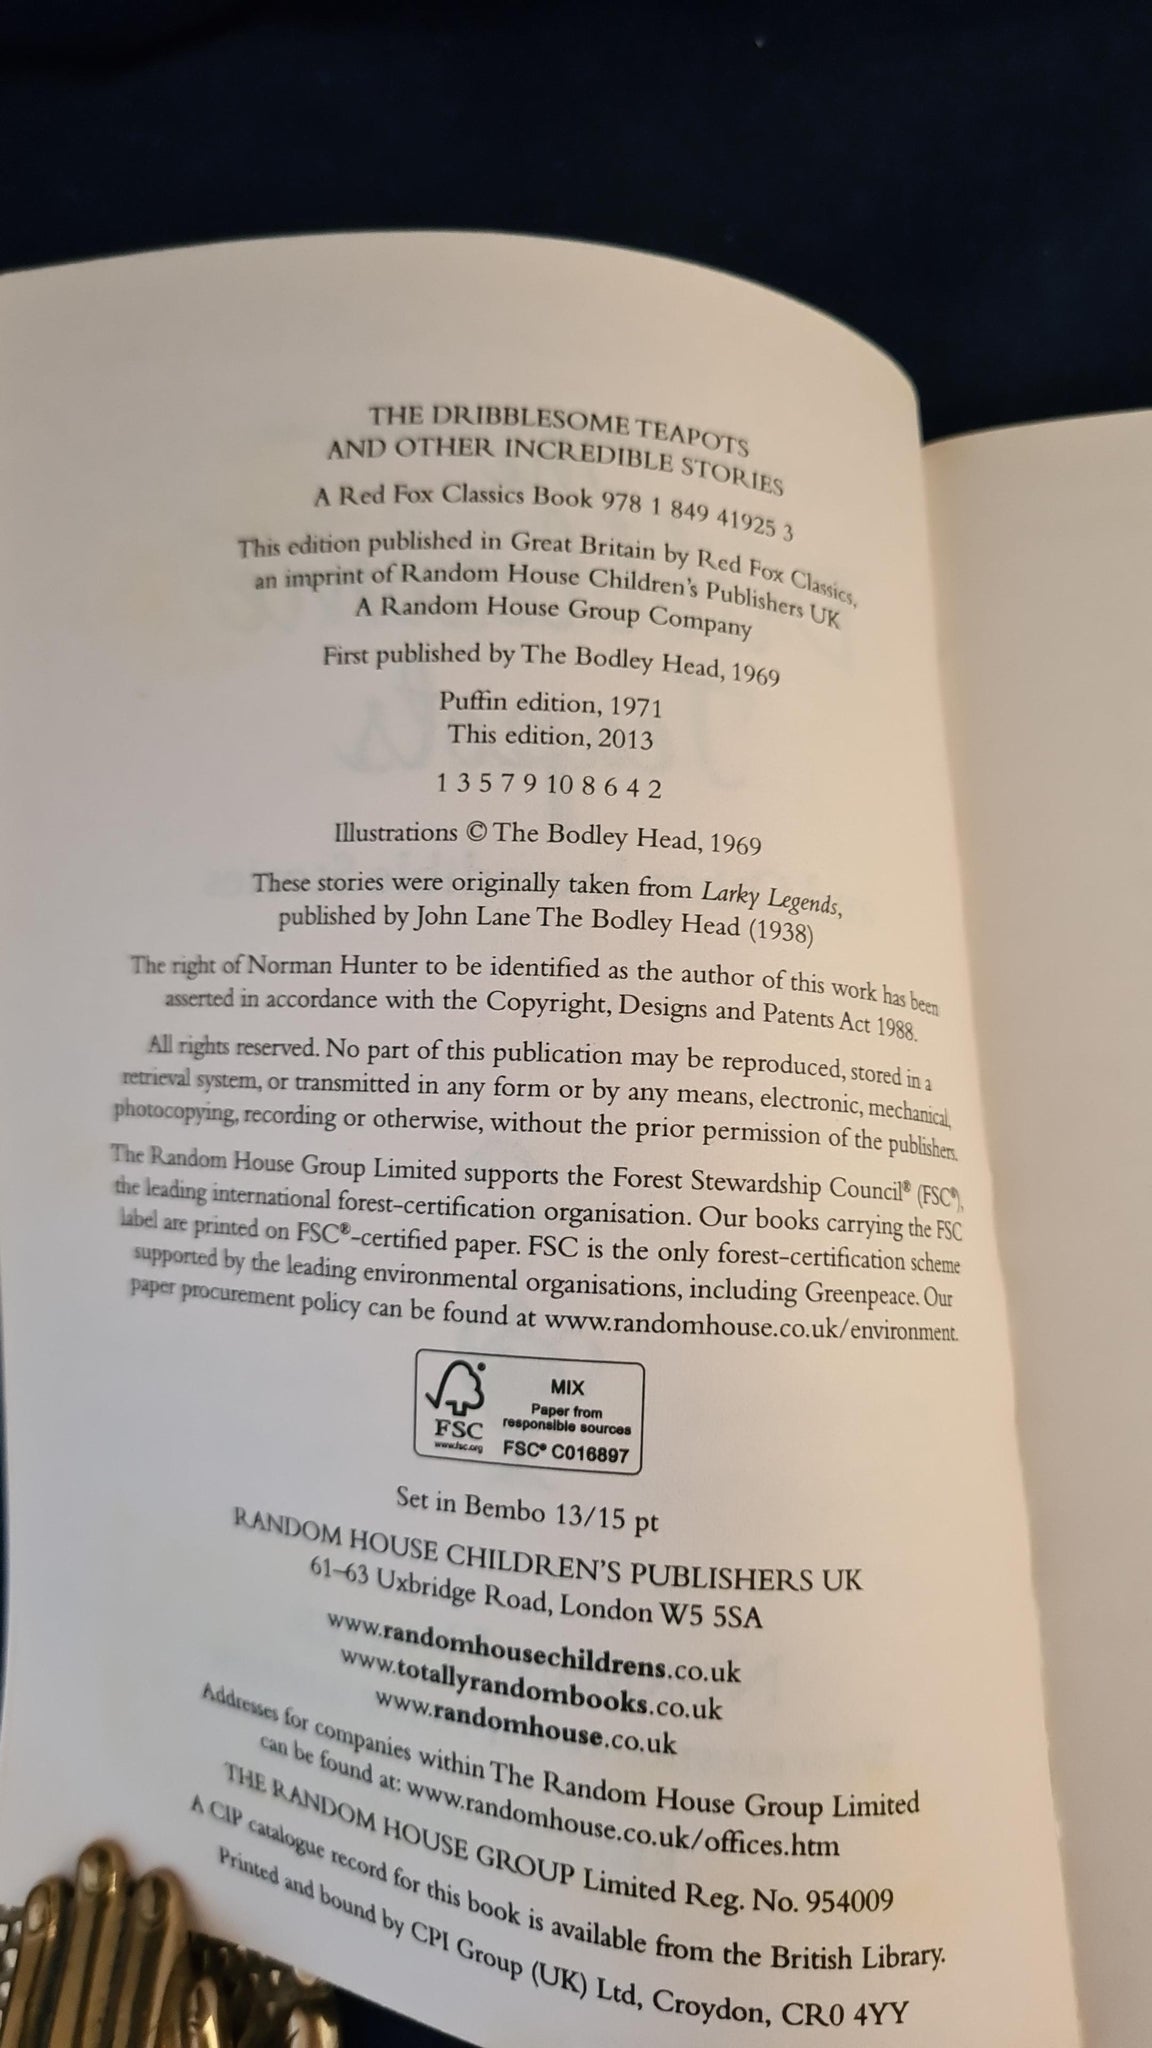 THE DRIBBLESOME TEAPOTS
AND OTHER INCREDIBLE STORIES
A Red Fox Classics Book 978 1 849 41925 3
This edition published in Great Britain by Red Fox Classics,
an imprint of Random House Children's Publishers UK
A Random House Group Company
First published by The Bodley Head, 1969
Puffin edition, 1971
This edition, 2013
1 3 5 7 9 10 8 6 4 2
Illustrations © The Bodley Head, 1969
These stories were originally taken from Larky Legends,
published by John Lane The Bodley Head (1938)
The right of Norman Hunter to be identified as the author of this work has been
asserted in accordance with the Copyright, Designs and Patents Act 1988.
All rights reserved. No part of this publication may be reproduced, stored in a
retrieval system, or transmitted in any form or by any means, electronic, mechanical,
photocopying, recording or otherwise, without the prior permission of the publishers.
The Random House Group Limited supports the Forest Stewardship Council® (FSC®),
the leading international forest-certification organisation. Our books carrying the FSC
label are printed on FSC®-certified paper. FSC is the only forest-certification scheme
supported by the leading environmental organisations, including Greenpeace. Our
paper procurement policy can be found at www.randomhouse.co.uk/environment.
MIX
Paper from
responsible sources
FSC® C016897
FSC
www.fsc.org
Set in Bembo 13/15 pt
RANDOM HOUSE CHILDREN'S PUBLISHERS UK
61–63 Uxbridge Road, London W5 5SA
www.randomhousechildrens.co.uk
www.totallyrandombooks.co.uk
www.randomhouse.co.uk
Addresses for companies within The Random House Group Limited
can be found at: www.randomhouse.co.uk/offices.htm
THE RANDOM HOUSE GROUP Limited Reg. No. 954009
A CIP catalogue record for this book is available from the British Library.
Printed and bound by CPI Group (UK) Ltd, Croydon, CR0 4YY